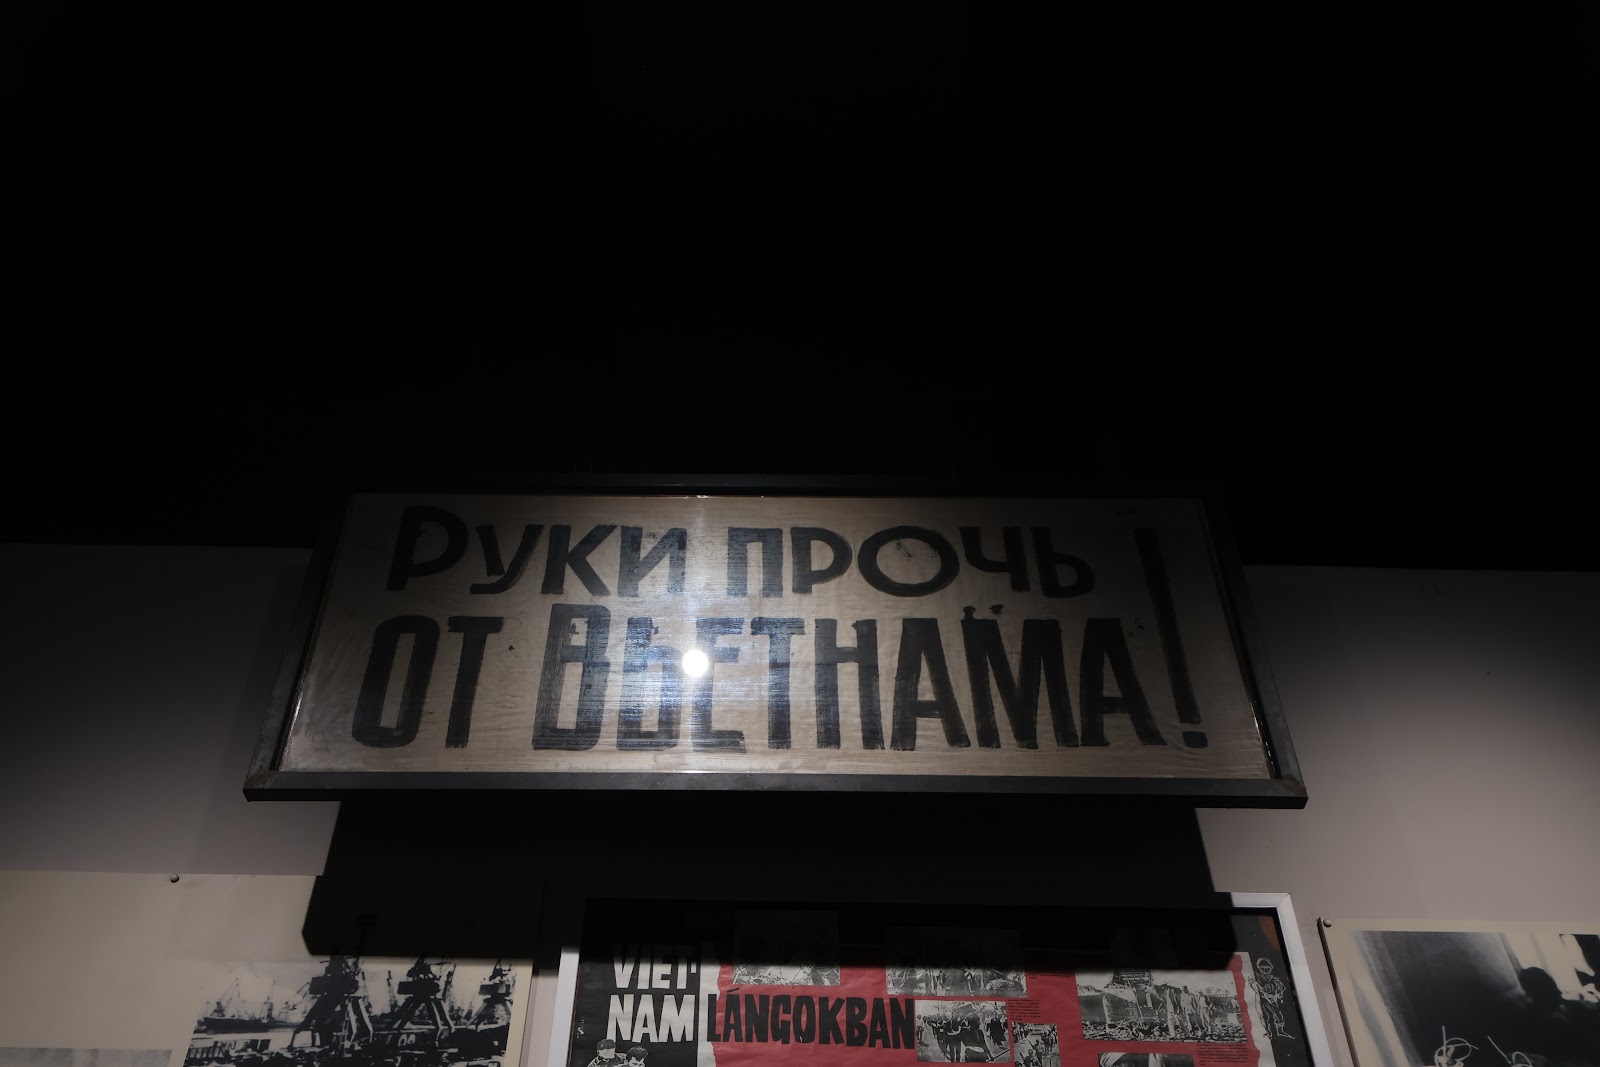 РУКИ ПРОЧЬ
ОТ ВЬЕТНАМА!
VIET-
NAM LÁNGOKBAN